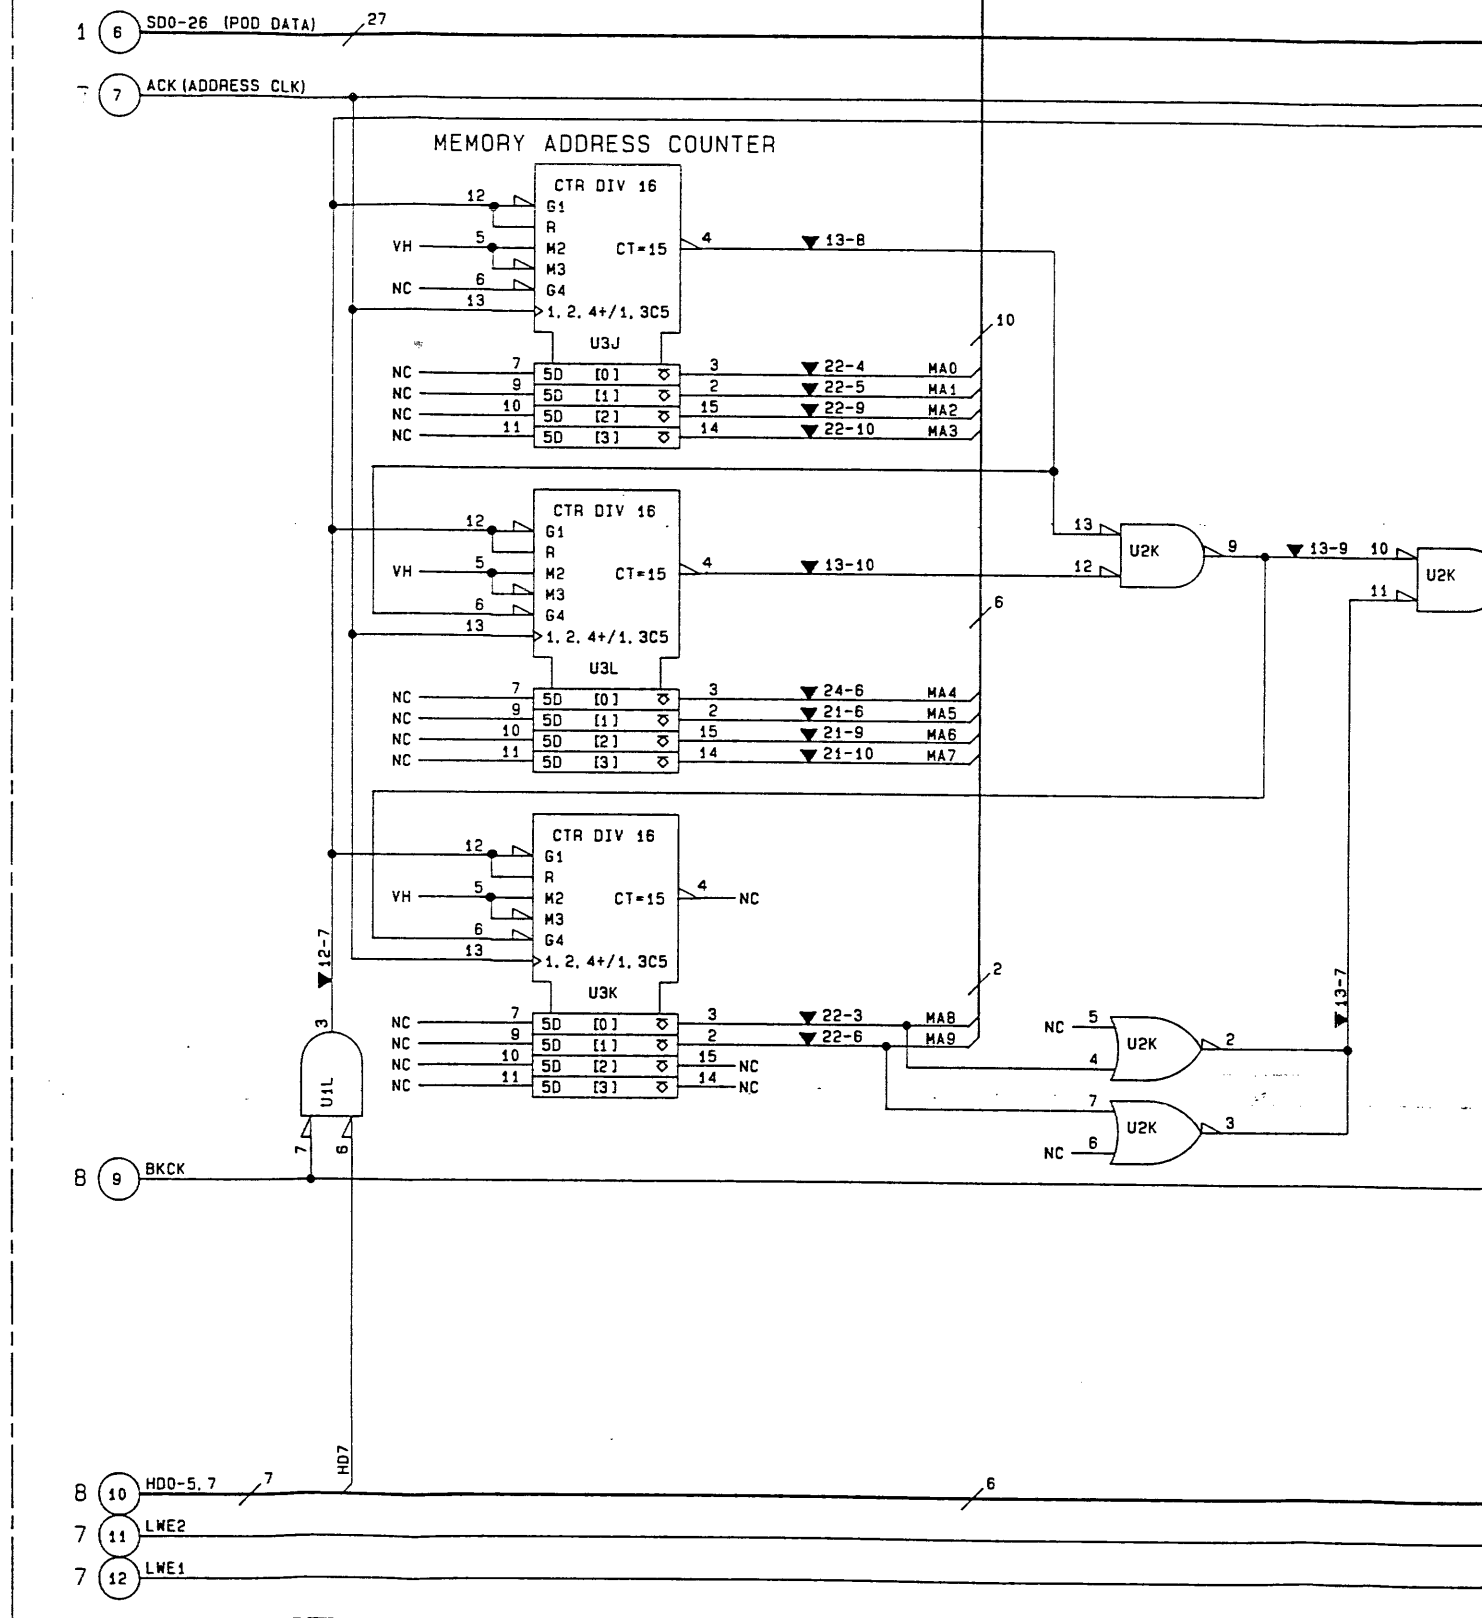 1 6 SD0-26 (POD DATA) 27
7 ACK (ADDRESS CLK)
MEMORY ADDRESS COUNTER
CTR DIV 16
12 G1
R
VH 5 M2 CT=15 4 13-8
M3
NC 6 G4
13 1, 2, 4+/1, 3C5
10
U3J
NC 7 5D [0] 3 22-4 MA0
NC 9 5D [1] 2 22-5 MA1
NC 10 5D [2] 15 22-9 MA2
NC 11 5D [3] 14 22-10 MA3
CTR DIV 16
12 G1
R
VH 5 M2 CT=15 4 13-10
M3
6 G4
13 1, 2, 4+/1, 3C5
6
13 12 U2K 9 13-9 10 11 U2K
U3L
NC 7 5D [0] 3 24-6 MA4
NC 9 5D [1] 2 21-6 MA5
NC 10 5D [2] 15 21-9 MA6
NC 11 5D [3] 14 21-10 MA7
CTR DIV 16
12 G1
R
VH 5 M2 CT=15 4 NC
M3
6 G4
13 1, 2, 4+/1, 3C5
12-7
2
13-7
U3K
NC 7 5D [0] 3 22-3 MA8
NC 9 5D [1] 2 22-6 MA9
NC 10 5D [2] 15 NC
NC 11 5D [3] 14 NC
3
U1L
7 6
NC 5 4 U2K 2
7 NC 6 U2K 3
8 9 BKCK
HD7
8 10 HD0-5, 7 7 6
7 11 LWE2
7 12 LWE1